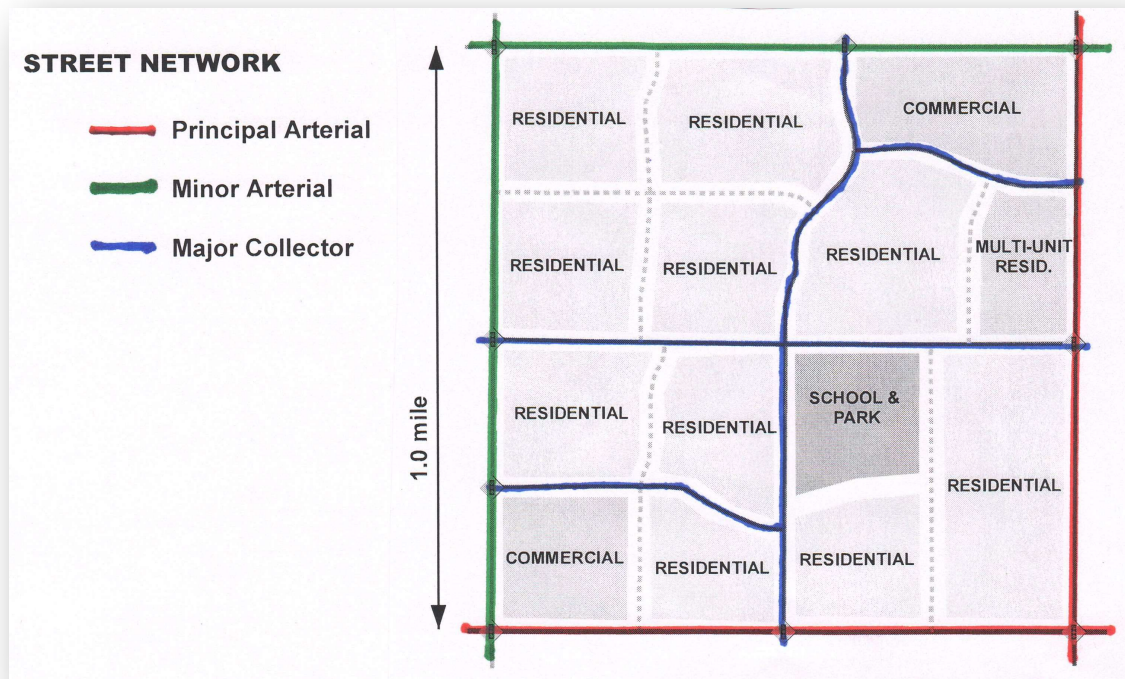 STREET NETWORK
Principal Arterial
Minor Arterial
Major Collector
1.0 mile
RESIDENTIAL
RESIDENTIAL
COMMERCIAL
RESIDENTIAL
RESIDENTIAL
RESIDENTIAL
MULTI-UNIT
RESID.
RESIDENTIAL
RESIDENTIAL
SCHOOL &
PARK
RESIDENTIAL
COMMERCIAL
RESIDENTIAL
RESIDENTIAL